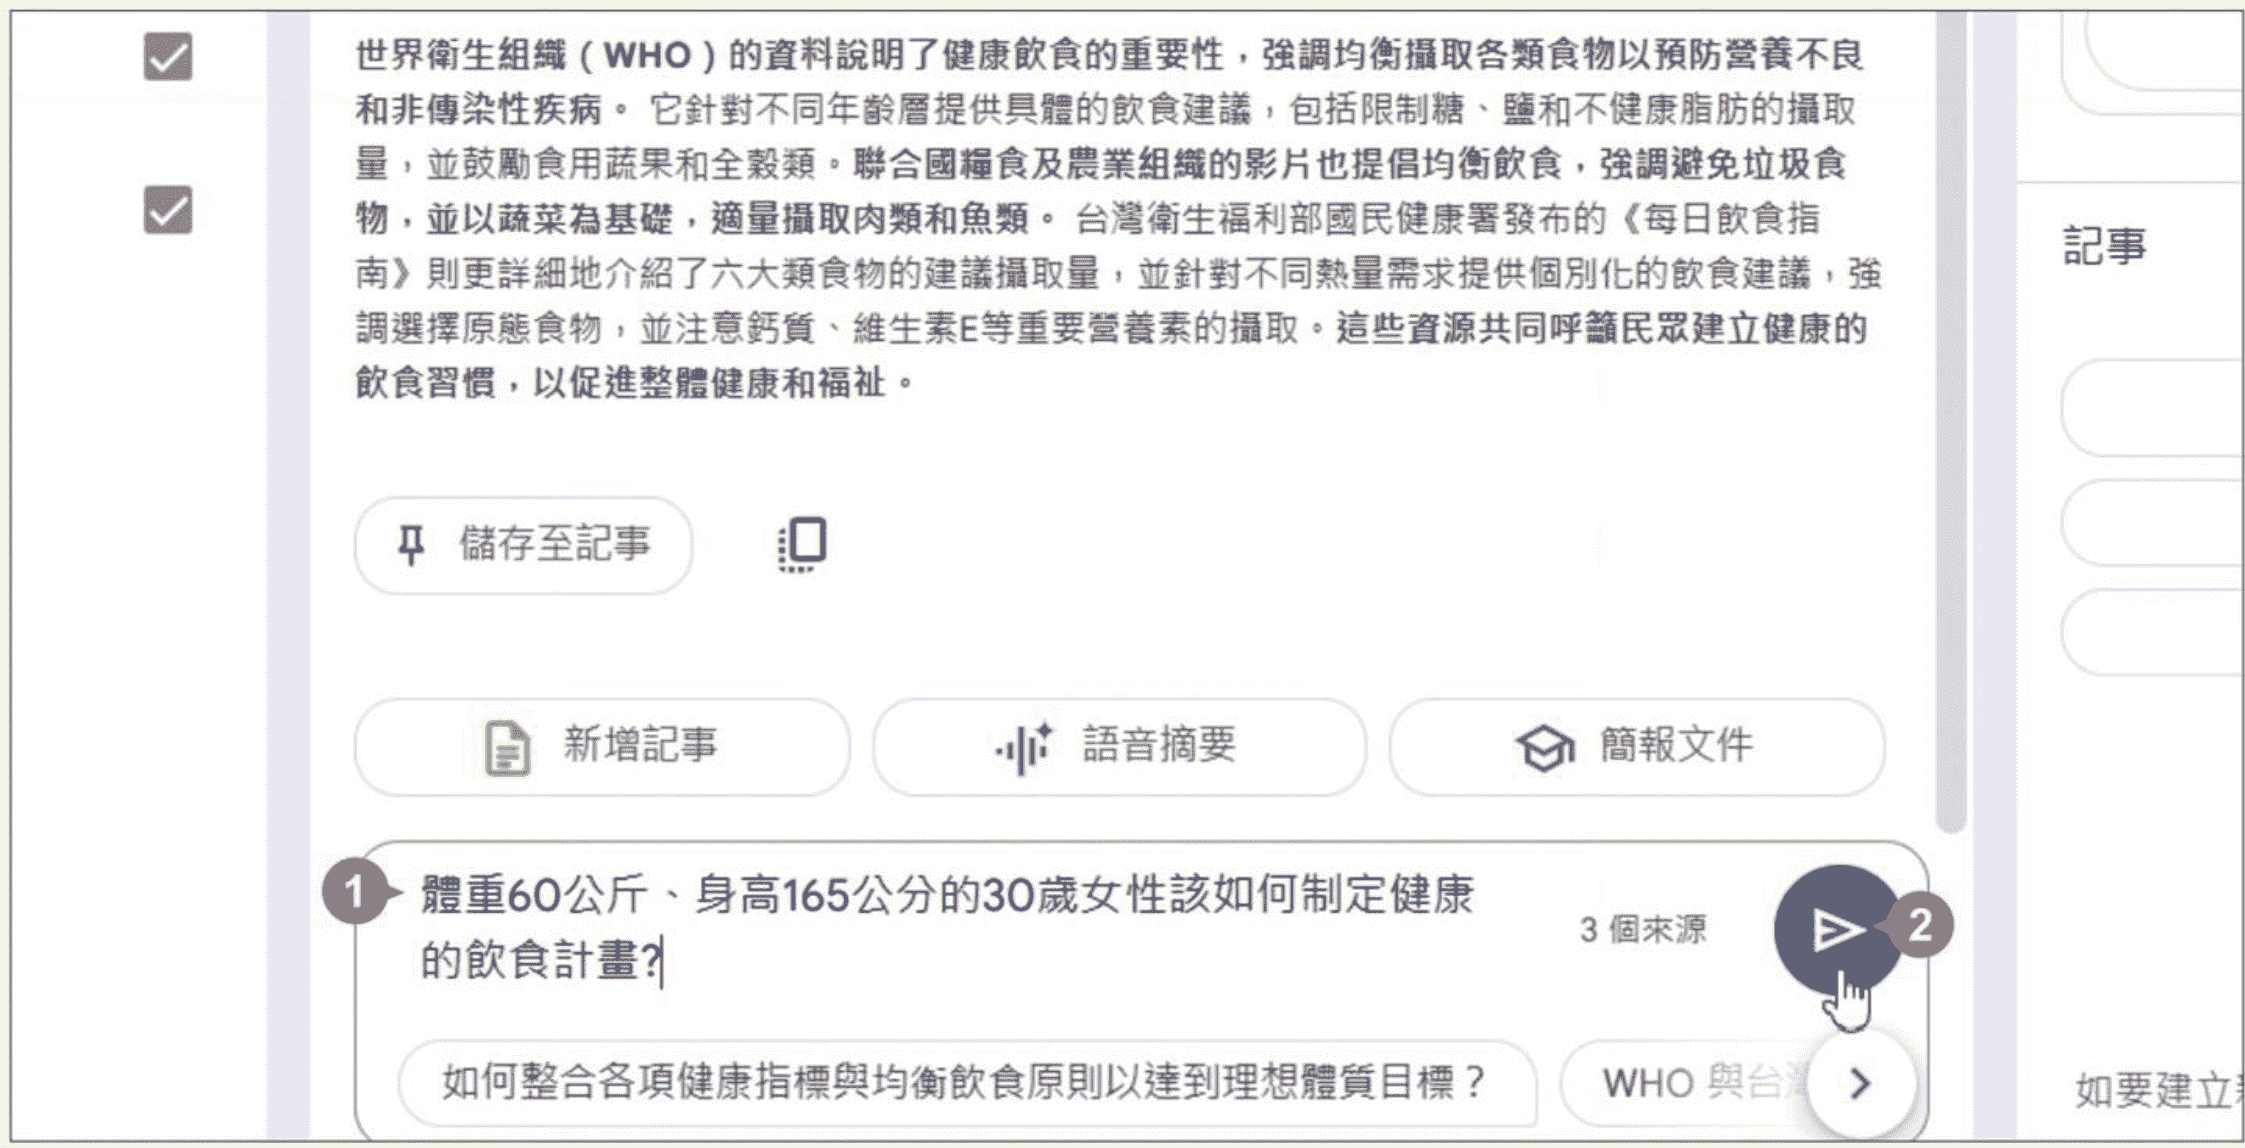 世界衛生組織（WHO）的資料說明了健康飲食的重要性，強調均衡攝取各類食物以預防營養不良
和非傳染性疾病。 它針對不同年齡層提供具體的飲食建議，包括限制糖、鹽和不健康脂肪的攝取
量，並鼓勵食用蔬果和全穀類。聯合國糧食及農業組織的影片也提倡均衡飲食，強調避免垃圾食
物，並以蔬菜為基礎，適量攝取肉類和魚類。 台灣衛生福利部國民健康署發布的《每日飲食指
南》則更詳細地介紹了六大類食物的建議攝取量，並針對不同熱量需求提供個別化的飲食建議，強
調選擇原態食物，並注意鈣質、維生素E等重要營養素的攝取。這些資源共同呼籲民眾建立健康的
飲食習慣，以促進整體健康和福祉。
記事
儲存至記事
新增記事
語音摘要
簡報文件
1
體重60公斤、身高165公分的30歲女性該如何制定健康
的飲食計畫?
3 個來源
2
如何整合各項健康指標與均衡飲食原則以達到理想體質目標？
WHO 與台
如要建立